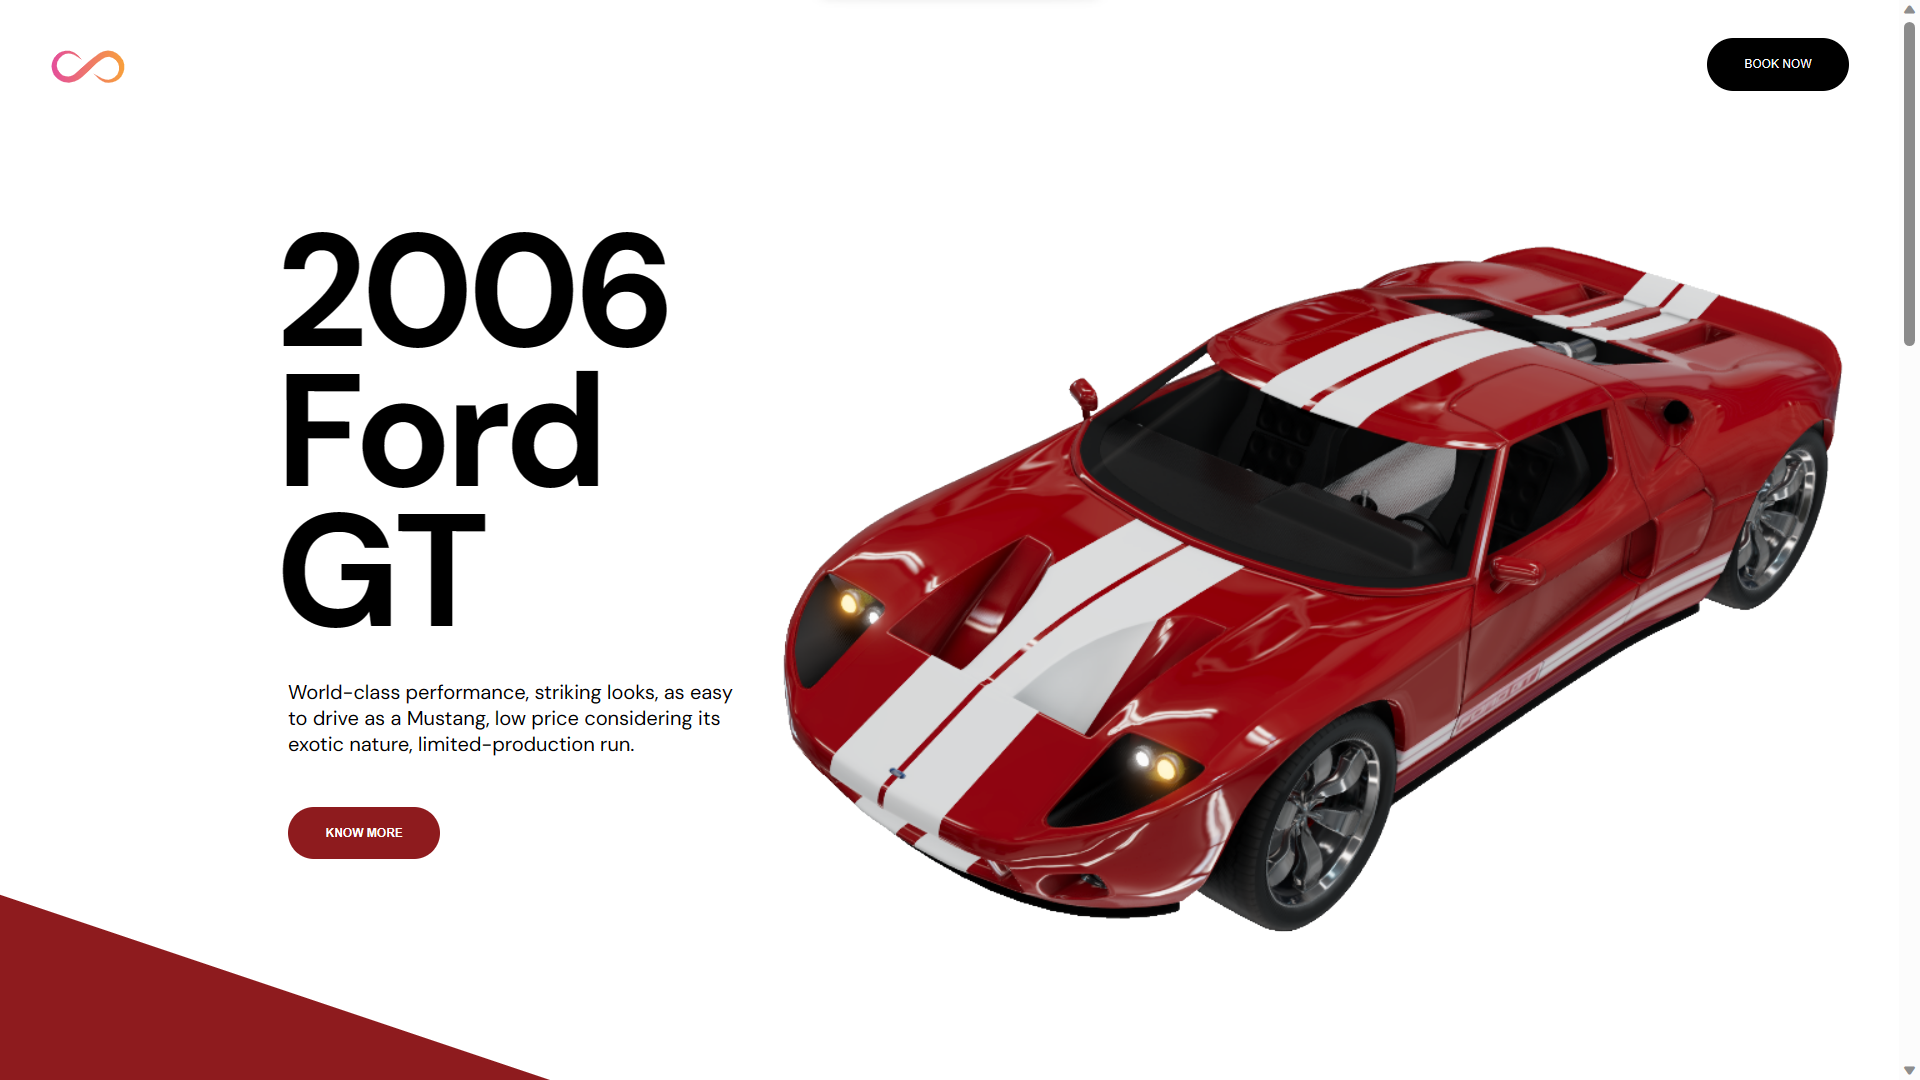 BOOK NOW
2006
Ford
GT
World-class performance, striking looks, as easy
to drive as a Mustang, low price considering its
exotic nature, limited-production run.
KNOW MORE